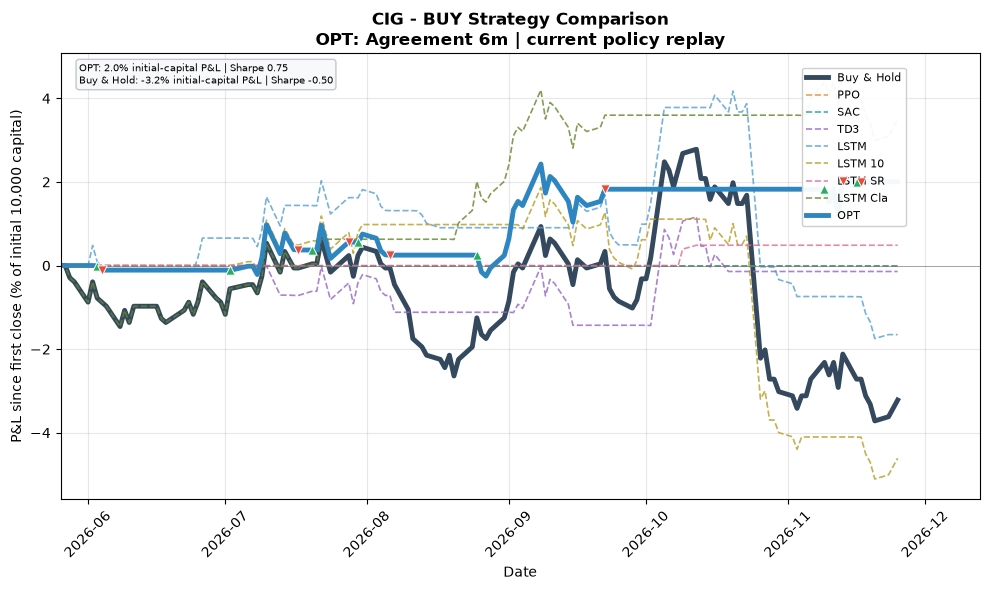 CIG - BUY Strategy Comparison
OPT: Agreement 6m | current policy replay
OPT: 2.0% initial-capital P&L | Sharpe 0.75
Buy & Hold: -3.2% initial-capital P&L | Sharpe -0.50
Buy & Hold
PPO
SAC
TD3
LSTM
LSTM 10
LSTM SR
LSTM Cla
OPT
P&L since first close (% of initial 10,000 capital)
4
2
0
−2
−4
2026-06
2026-07
2026-08
2026-09
2026-10
2026-11
2026-12
Date